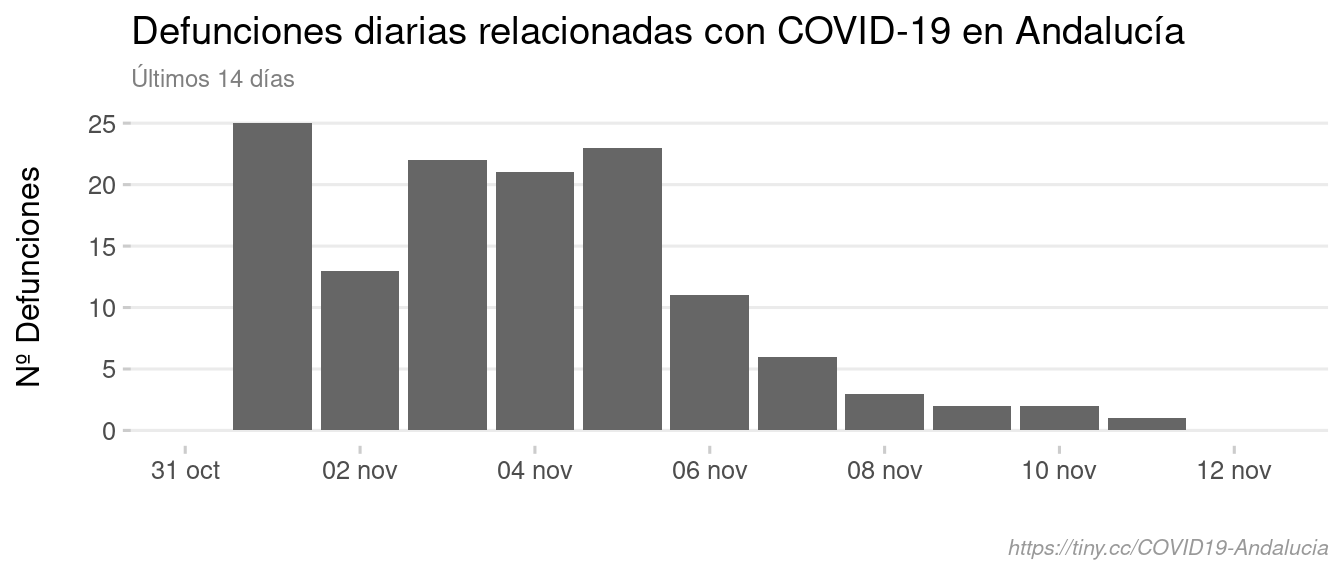 Defunciones diarias relacionadas con COVID-19 en Andalucía
Últimos 14 días
Nº Defunciones
25
20
15
10
5
0
31 oct 02 nov 04 nov 06 nov 08 nov 10 nov 12 nov
https://tiny.cc/COVID19-Andalucia